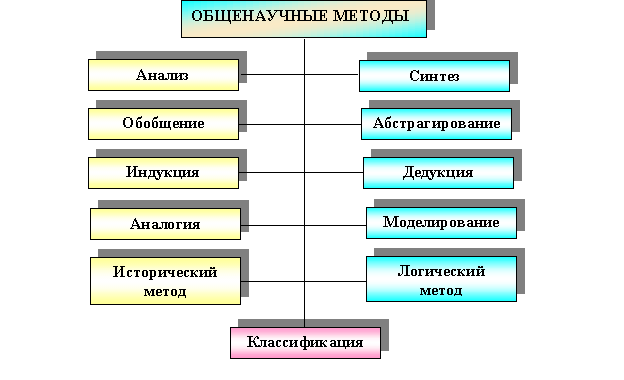 ОБЩЕНАУЧНЫЕ МЕТОДЫ
Анализ
Синтез
Обобщение
Абстрагирование
Индукция
Дедукция
Аналогия
Моделирование
Исторический
метод
Логический
метод
Классификация